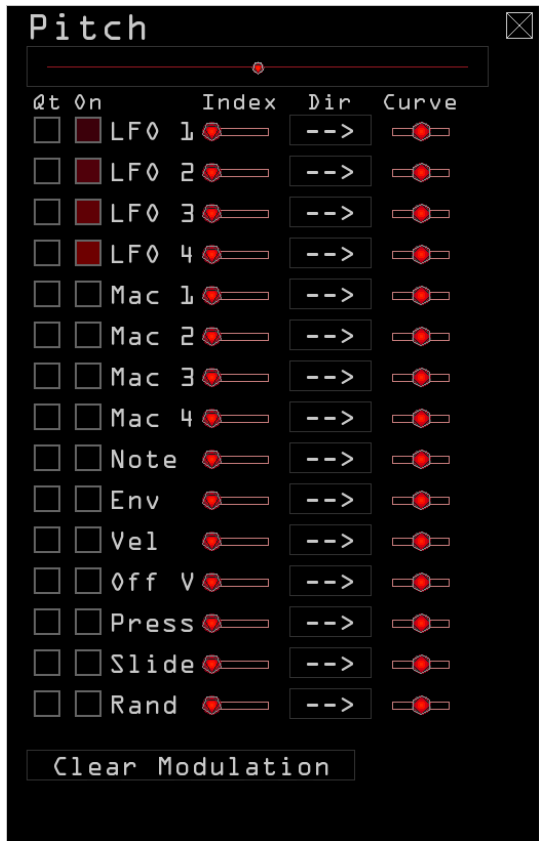 Pitch
Qt On Index Dir Curve
LFO 1 -->
LFO 2 -->
LFO 3 -->
LFO 4 -->
Mac 1 -->
Mac 2 -->
Mac 3 -->
Mac 4 -->
Note -->
Env -->
Vel -->
Off V -->
Press -->
Slide -->
Rand -->
Clear Modulation